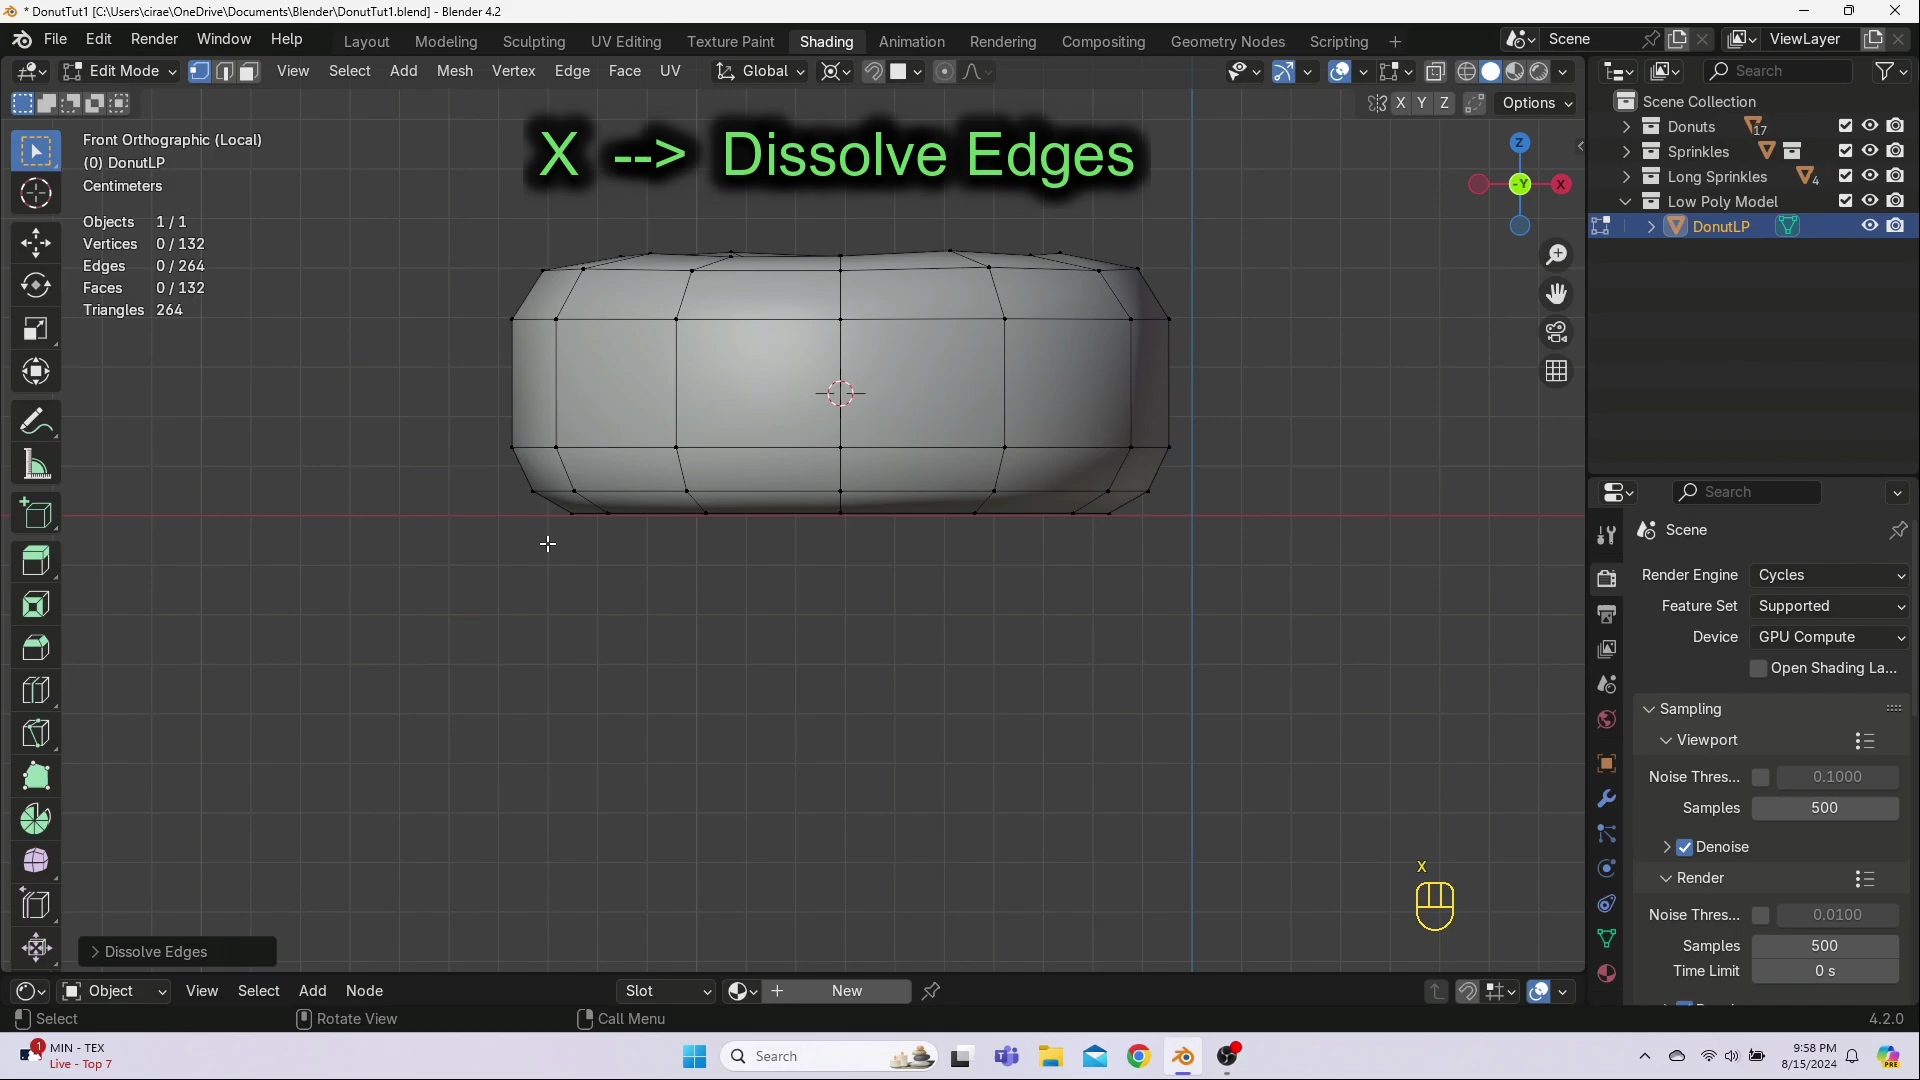 * DonutTut1 [C:\Users\cirae\OneDrive\Documents\Blender\DonutTut1.blend] - Blender 4.2
File Edit Render Window Help Layout Modeling Sculpting UV Editing Texture Paint Shading Animation Rendering Compositing Geometry Nodes Scripting + Scene ViewLayer
Edit Mode View Select Add Mesh Vertex Edge Face UV Global Search
X Y Z Options
Scene Collection
Donuts 17
Sprinkles
Long Sprinkles 4
Low Poly Model
DonutLP
X --> Dissolve Edges
Front Orthographic (Local)
(0) DonutLP
Centimeters
Objects 1 / 1
Vertices 0 / 132
Edges 0 / 264
Faces 0 / 132
Triangles 264
Z
-Y X
Search
Scene
Render Engine Cycles
Feature Set Supported
Device GPU Compute
Open Shading La...
Sampling
Viewport
Noise Thres... 0.1000
Samples 500
Denoise
Render
Noise Thres... 0.0100
Samples 500
Time Limit 0 s
X
Dissolve Edges
Object View Select Add Node Slot New
Select Rotate View Call Menu 4.2.0
1 MIN - TEX
Live - Top 7
Search
9:58 PM
8/15/2024
PRE